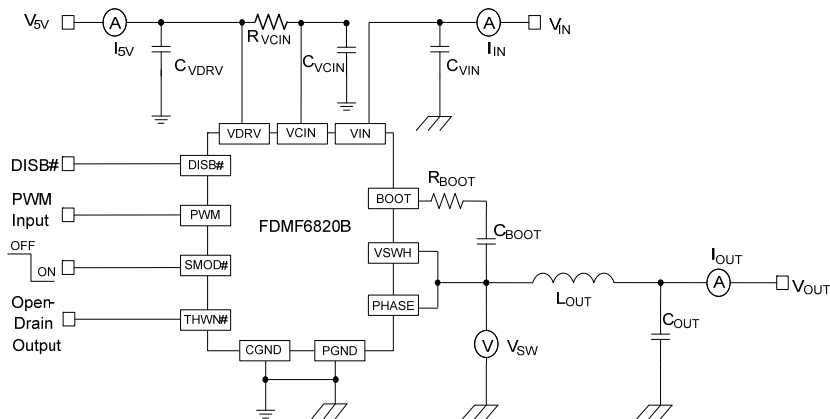 V5V
A
I5V
CVDRV
RVCIN
CVCIN
CVIN
A
IIN
VIN
VDRV
VCIN
VIN
DISB#
DISB#
PWM
Input
PWM
OFF
ON
SMOD#
Open-
Drain
Output
THWN#
FDMF6820B
BOOT
RBOOT
CBOOT
VSWH
PHASE
CGND
PGND
V
VSW
LOUT
COUT
IOUT
A
VOUT